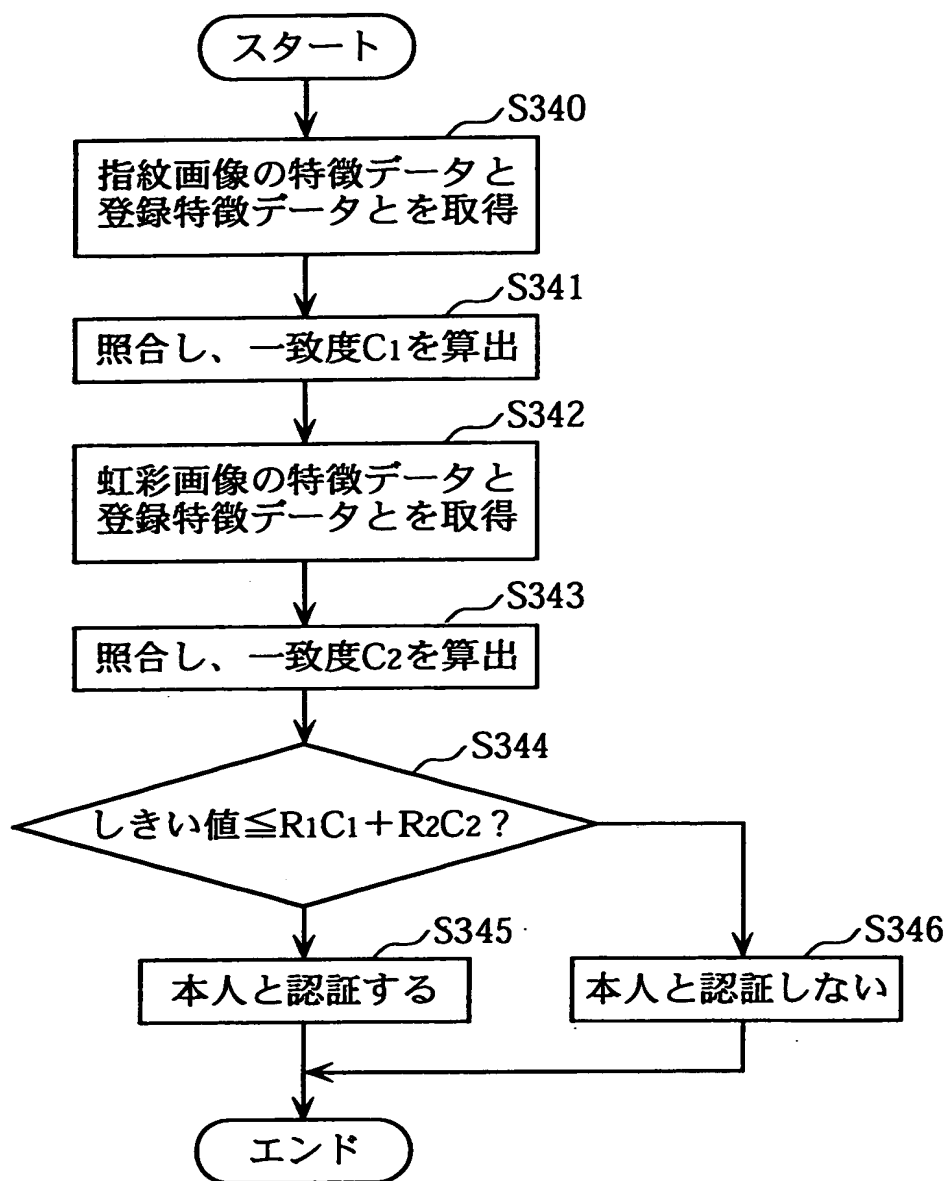 スタート
S340
指紋画像の特徴データと
登録特徴データとを取得
S341
照合し、一致度C1を算出
S342
虹彩画像の特徴データと
登録特徴データとを取得
S343
照合し、一致度C2を算出
S344
しきい値≦R1C1+R2C2？
S345
本人と認証する
S346
本人と認証しない
エンド